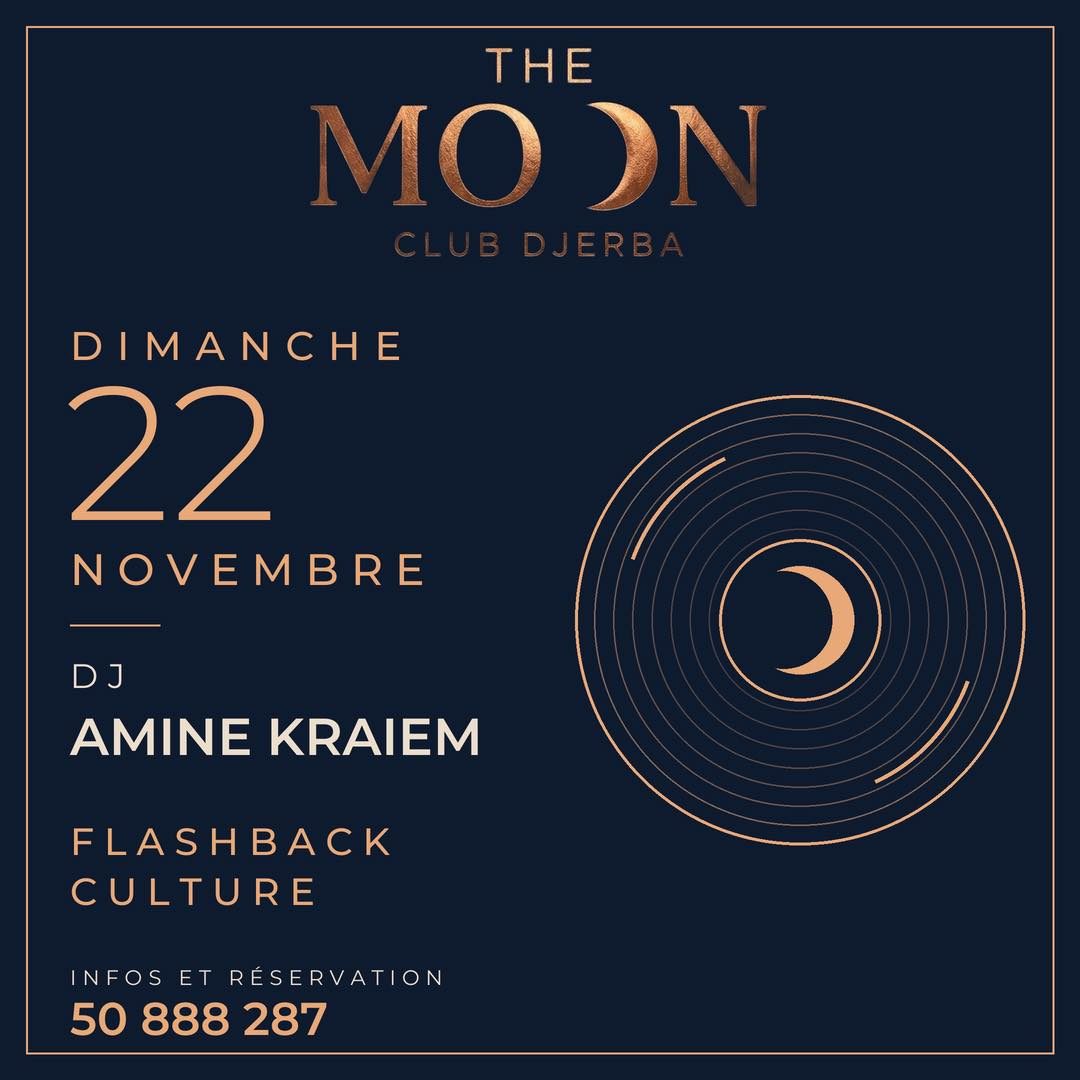 THE
MOON
CLUB DJERBA
DIMANCHE
22
NOVEMBRE
DJ
AMINE KRAIEM
FLASHBACK
CULTURE
INFOS ET RÉSERVATION
50 888 287